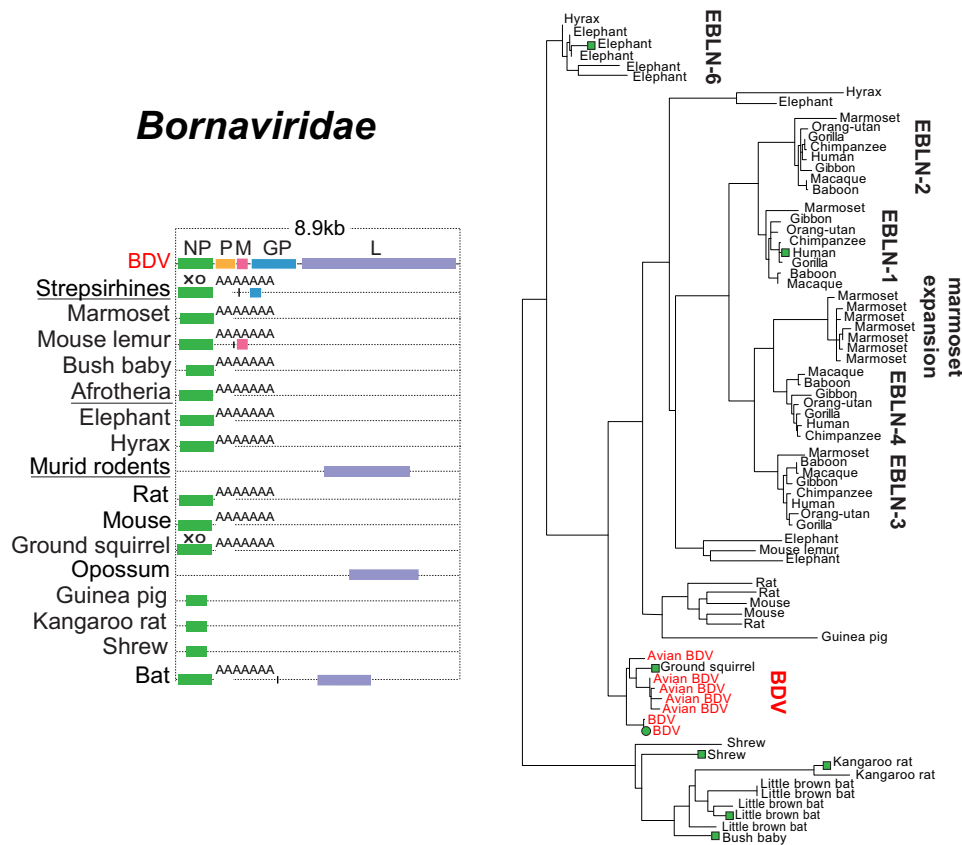 Bornaviridae
8.9kb
NP P M GP L
BDV
XO AAAAAAA
Strepsirhines
AAAAAAA
Marmoset
AAAAAAA
Mouse lemur
Bush baby
AAAAAAA
Afrotheria
AAAAAAA
Elephant
AAAAAAA
Hyrax
Murid rodents
AAAAAAA
Rat
AAAAAAA
Mouse
XO AAAAAAA
Ground squirrel
Opossum
Guinea pig
Kangaroo rat
Shrew
AAAAAAA
Bat
Hyrax
Elephant
Elephant
Elephant
Elephant
Elephant
EBLN-6
Hyrax
Elephant
Marmoset
Orang-utan
Gorilla
Chimpanzee
Human
Gibbon
Macaque
Baboon
EBLN-2
Marmoset
Gibbon
Orang-utan
Chimpanzee
Human
Gorilla
Baboon
Macaque
EBLN-1
Marmoset
Marmoset
Marmoset
Marmoset
Marmoset
Marmoset
marmoset
expansion
Macaque
Baboon
Gibbon
Orang-utan
Gorilla
Human
Chimpanzee
EBLN-4
Marmoset
Baboon
Macaque
Gibbon
Chimpanzee
Human
Orang-utan
Gorilla
EBLN-3
Elephant
Mouse lemur
Elephant
Rat
Rat
Mouse
Mouse
Rat
Guinea pig
Avian BDV
Ground squirrel
Avian BDV
Avian BDV
Avian BDV
Avian BDV
BDV
BDV
BDV
Shrew
Shrew
Kangaroo rat
Kangaroo rat
Little brown bat
Little brown bat
Little brown bat
Little brown bat
Little brown bat
Bush baby